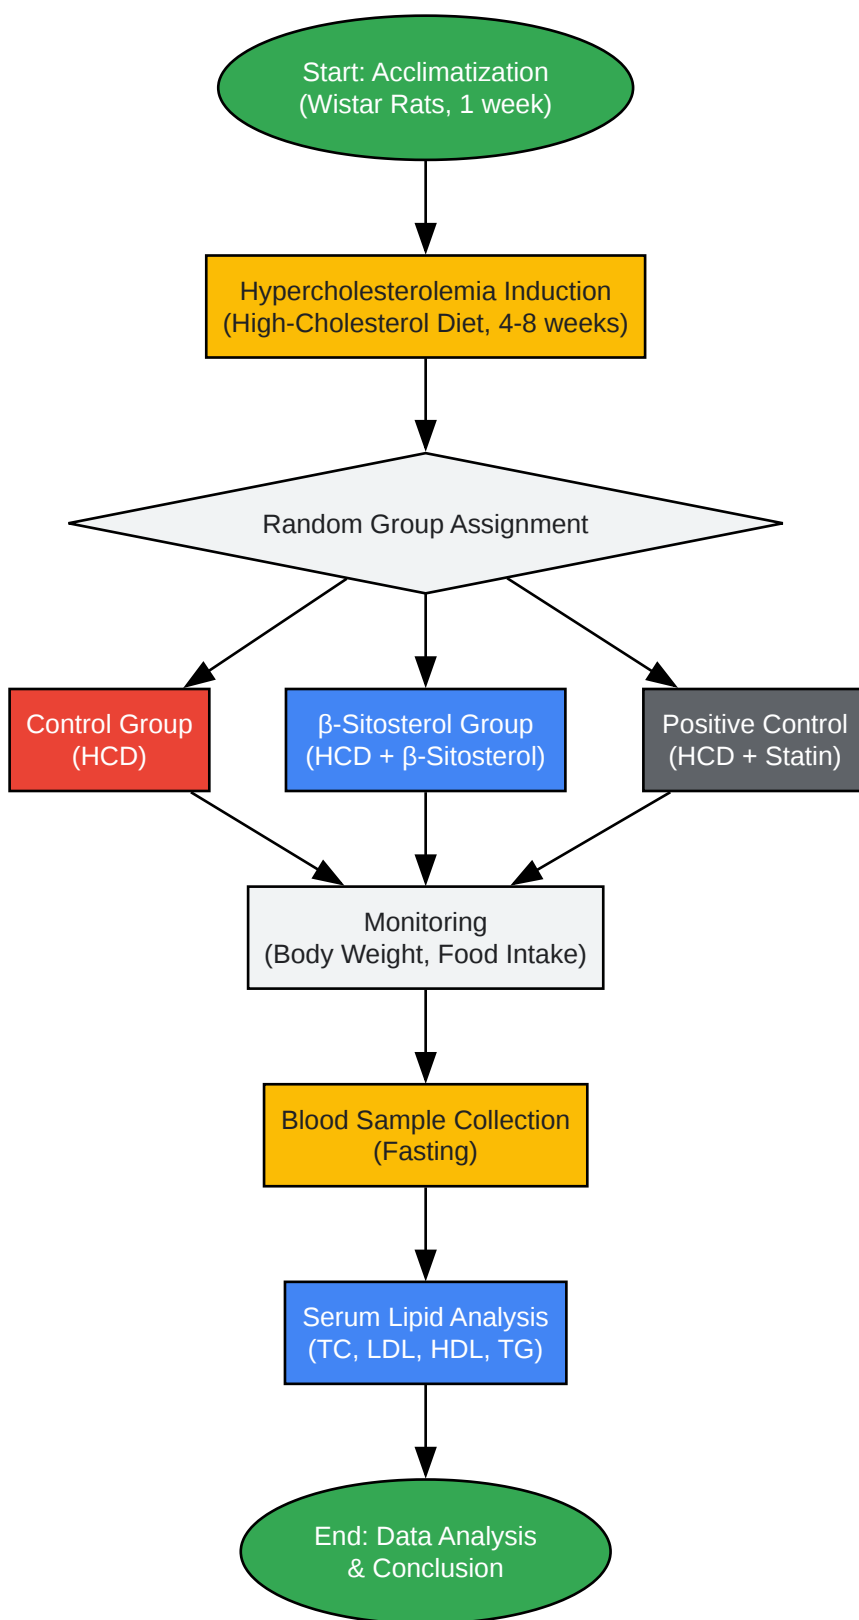 Start: Acclimatization
(Wistar Rats, 1 week)
Hypercholesterolemia Induction
(High-Cholesterol Diet, 4-8 weeks)
Random Group Assignment
Control Group
(HCD)
β-Sitosterol Group
(HCD + β-Sitosterol)
Positive Control
(HCD + Statin)
Monitoring
(Body Weight, Food Intake)
Blood Sample Collection
(Fasting)
Serum Lipid Analysis
(TC, LDL, HDL, TG)
End: Data Analysis
& Conclusion